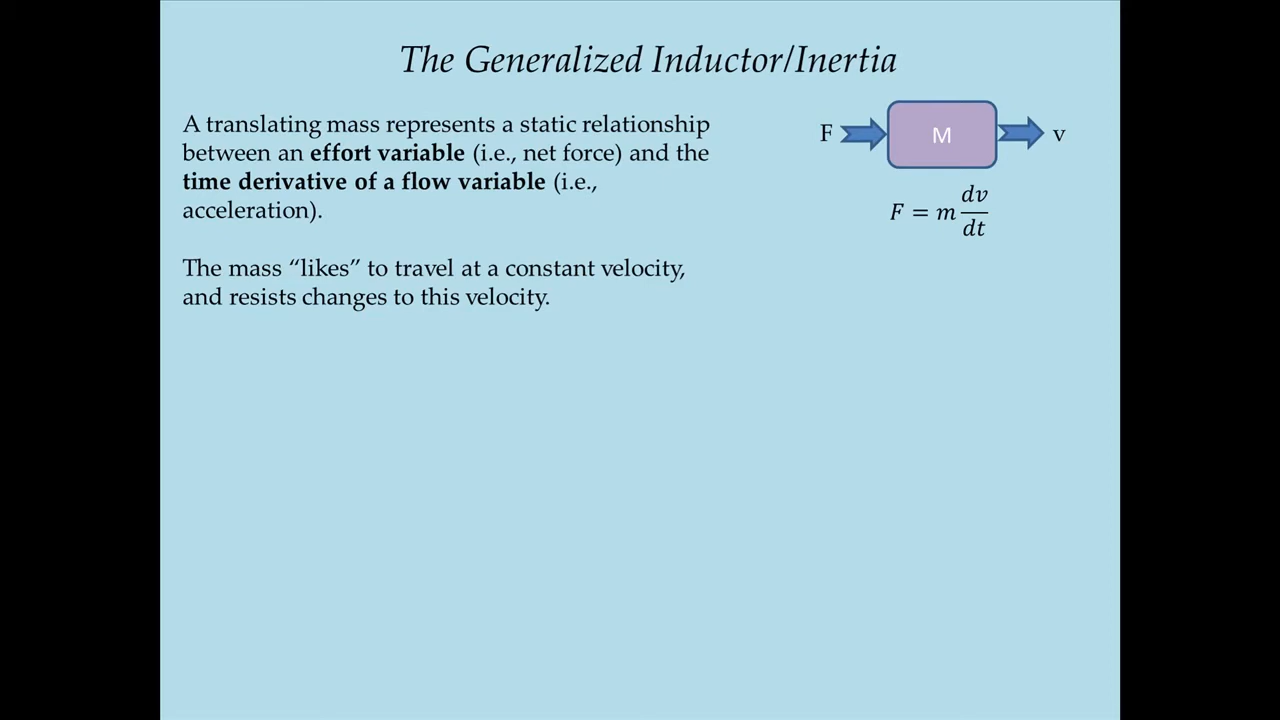 The Generalized Inductor/Inertia
A translating mass represents a static relationship
between an effort variable (i.e., net force) and the
time derivative of a flow variable (i.e.,
acceleration).
The mass “likes” to travel at a constant velocity,
and resists changes to this velocity.
F M v
F = m dv/dt